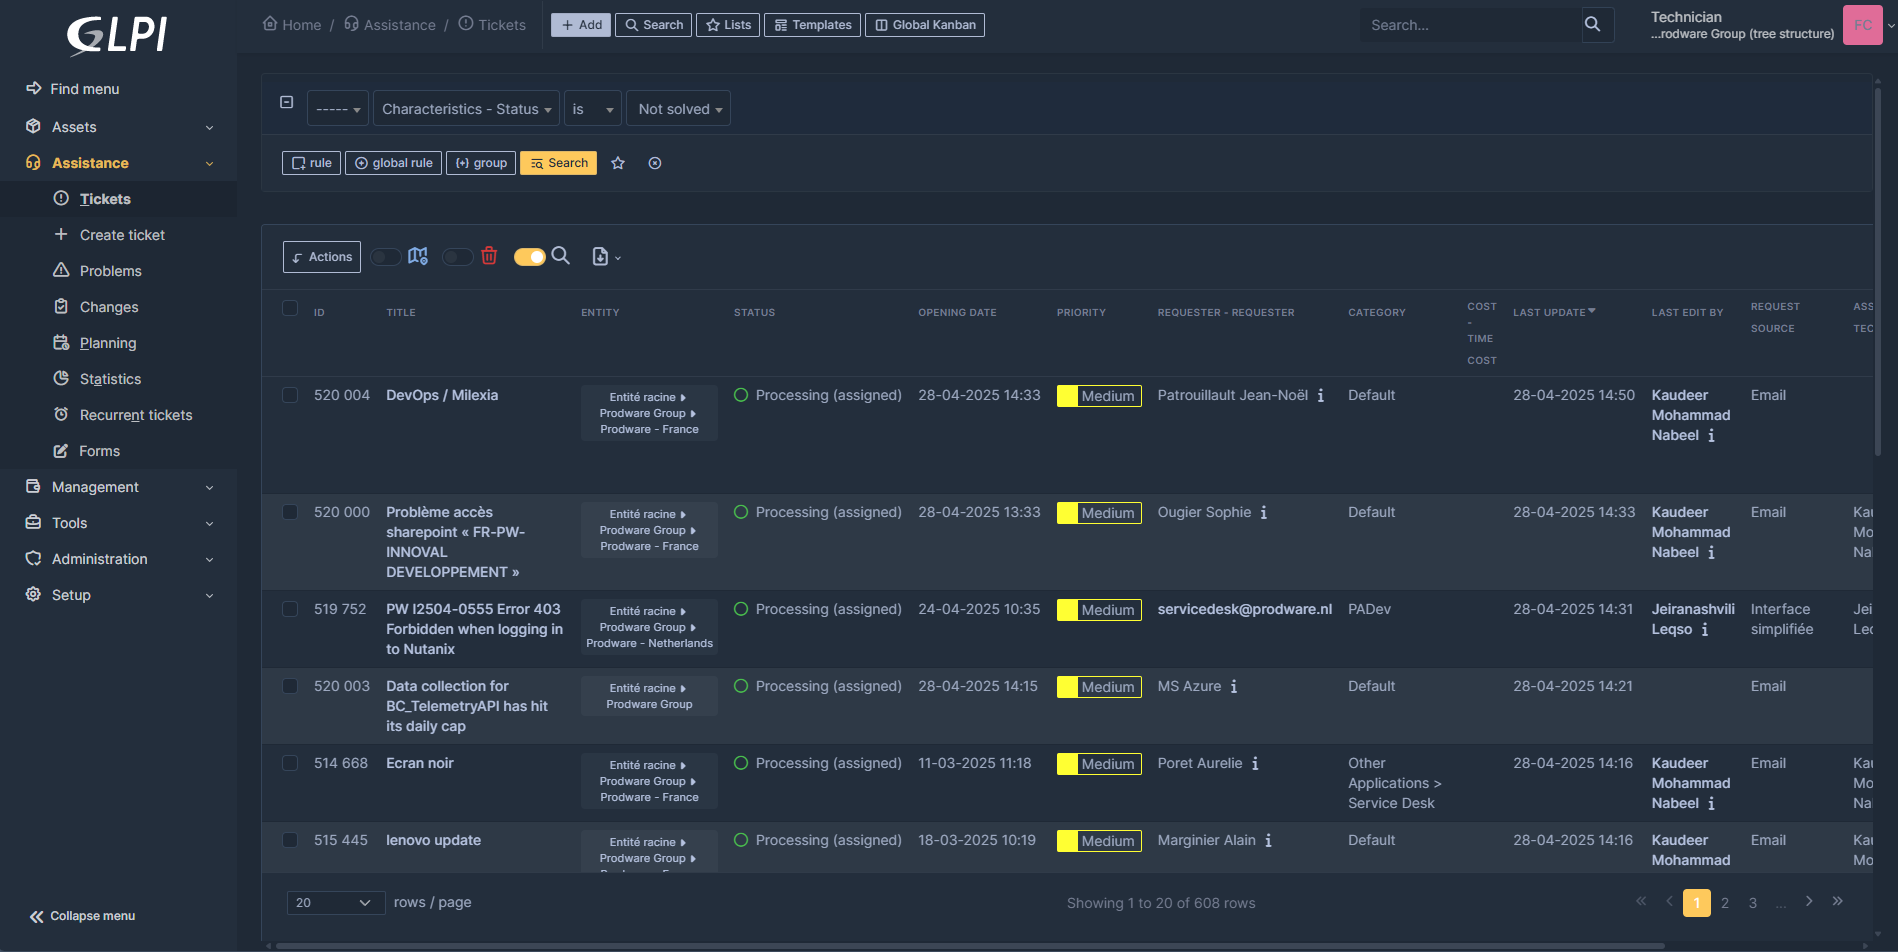 GLPI
Home / Assistance / Tickets
Add
Search
Lists
Templates
Global Kanban
Search...
Technician
...rodware Group (tree structure)
FC
Find menu
Assets
Assistance
Tickets
Create ticket
Problems
Changes
Planning
Statistics
Recurrent tickets
Forms
Management
Tools
Administration
Setup
Collapse menu
-----
Characteristics - Status
is
Not solved
rule
global rule
group
Search
Actions
ID
TITLE
ENTITY
STATUS
OPENING DATE
PRIORITY
REQUESTER - REQUESTER
CATEGORY
COST
-
TIME
COST
LAST UPDATE
LAST EDIT BY
REQUEST
SOURCE
ASS
TEC
520 004
DevOps / Milexia
Entité racine
Prodware Group
Prodware - France
Processing (assigned)
28-04-2025 14:33
Medium
Patrouillault Jean-Noël
Default
28-04-2025 14:50
Kaudeer
Mohammad
Nabeel
Email
520 000
Problème accès
sharepoint « FR-PW-
INNOVAL
DEVELOPPEMENT »
Entité racine
Prodware Group
Prodware - France
Processing (assigned)
28-04-2025 13:33
Medium
Ougier Sophie
Default
28-04-2025 14:33
Kaudeer
Mohammad
Nabeel
Email
Kau
Mo
Na
519 752
PW I2504-0555 Error 403
Forbidden when logging in
to Nutanix
Entité racine
Prodware Group
Prodware - Netherlands
Processing (assigned)
24-04-2025 10:35
Medium
servicedesk@prodware.nl
PADev
28-04-2025 14:31
Jeiranashvili
Leqso
Interface
simplifiée
Jei
Leq
520 003
Data collection for
BC_TelemetryAPI has hit
its daily cap
Entité racine
Prodware Group
Processing (assigned)
28-04-2025 14:15
Medium
MS Azure
Default
28-04-2025 14:21
Email
514 668
Ecran noir
Entité racine
Prodware Group
Prodware - France
Processing (assigned)
11-03-2025 11:18
Medium
Poret Aurelie
Other
Applications >
Service Desk
28-04-2025 14:16
Kaudeer
Mohammad
Nabeel
Email
Kau
Mo
Na
515 445
lenovo update
Entité racine
Prodware Group
Processing (assigned)
18-03-2025 10:19
Medium
Marginier Alain
Default
28-04-2025 14:16
Kaudeer
Mohammad
Email
Kau
Mo
20
rows / page
Showing 1 to 20 of 608 rows
« ‹ 1 2 3 ... › »